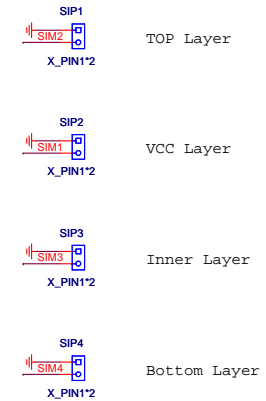 SIP1
SIM2 TOP Layer
X_PIN1*2
SIP2
SIM1 VCC Layer
X_PIN1*2
SIP3
SIM3 Inner Layer
X_PIN1*2
SIP4
SIM4 Bottom Layer
X_PIN1*2